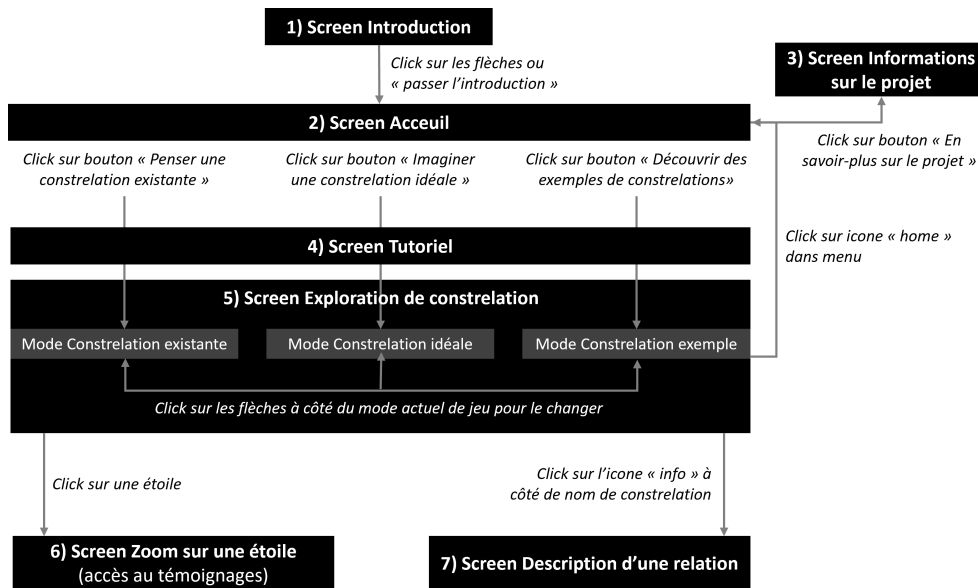 1) Screen Introduction
Click sur les flèches ou
« passer l’introduction »
3) Screen Informations
sur le projet
2) Screen Acceuil
Click sur bouton « En
savoir-plus sur le projet »
Click sur bouton « Penser une
constrelation existante »
Click sur bouton « Imaginer
une constrelation idéale »
Click sur bouton « Découvrir des
exemples de constrelations»
Click sur icone « home »
dans menu
4) Screen Tutoriel
5) Screen Exploration de constrelation
Mode Constrelation existante
Mode Constrelation idéale
Mode Constrelation exemple
Click sur les flèches à côté du mode actuel de jeu pour le changer
Click sur une étoile
Click sur l’icone « info » à
côté de nom de constrelation
6) Screen Zoom sur une étoile
(accès au témoignages)
7) Screen Description d’une relation